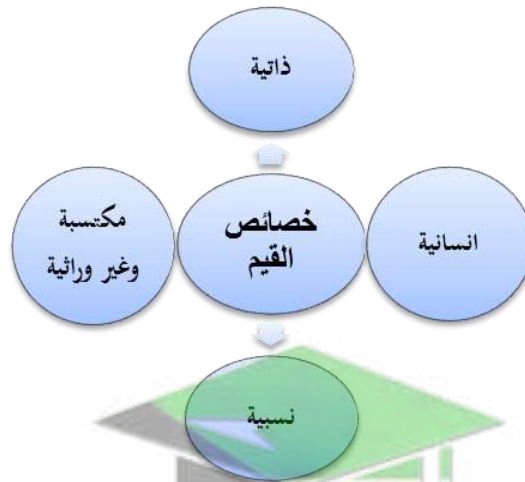 ذاتية
خصائص
القيم
انسانية
مكتسبة
وغير وراثية
نسبية